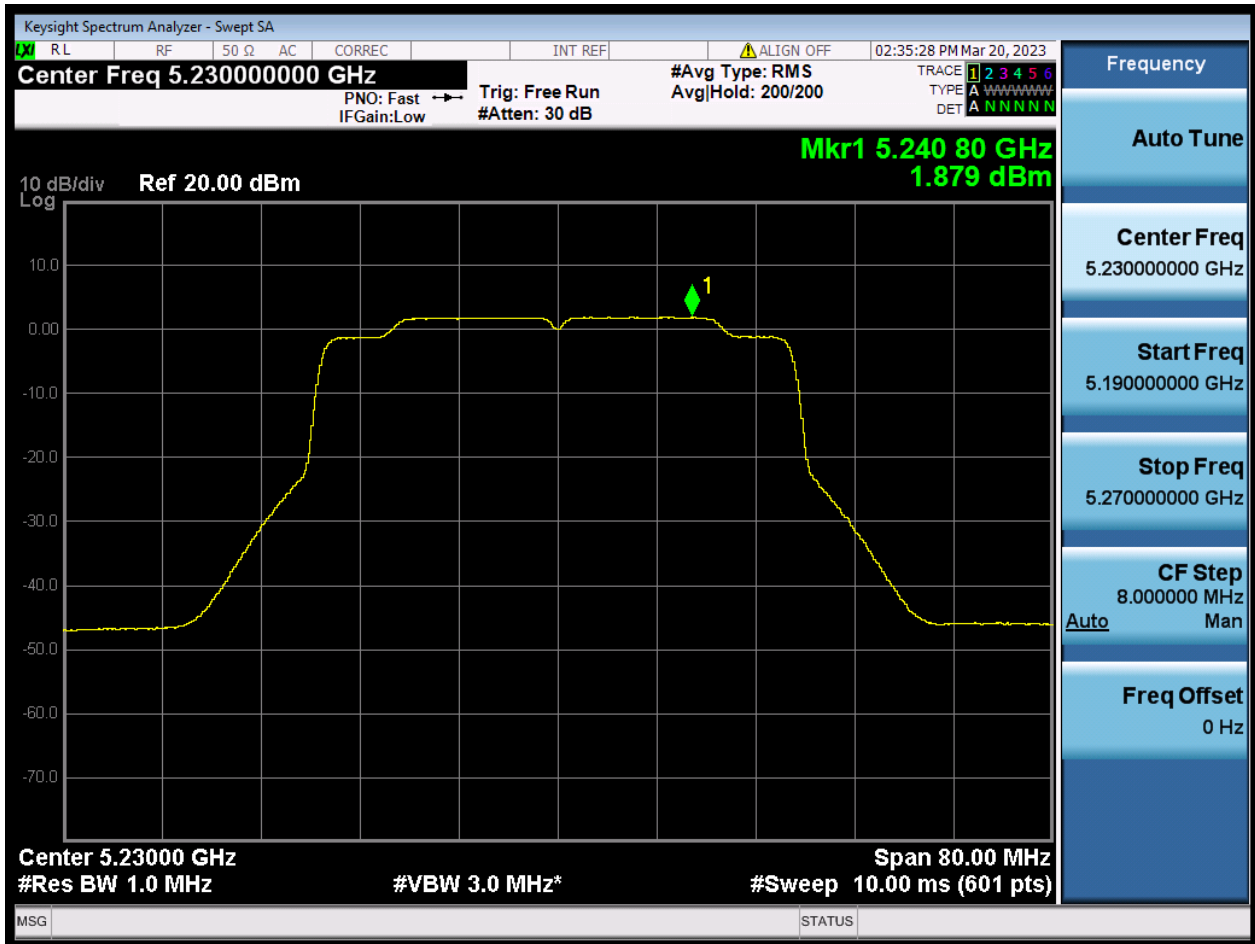 Keysight Spectrum Analyzer - Swept SA
LXI RL RF 50 Ω AC CORREC INT REF ALIGN OFF 02:35:28 PM Mar 20, 2023
Center Freq 5.230000000 GHz
PNO: Fast
IFGain:Low
Trig: Free Run
#Atten: 30 dB
#Avg Type: RMS
Avg|Hold: 200/200
TRACE 1 2 3 4 5 6
TYPE A WWWWW
DET A N N N N N
Mkr1 5.240 80 GHz
1.879 dBm
10 dB/div Ref 20.00 dBm
Log
10.0
0.00
-10.0
-20.0
-30.0
-40.0
-50.0
-60.0
-70.0
1
Center 5.23000 GHz Span 80.00 MHz
#Res BW 1.0 MHz #VBW 3.0 MHz* #Sweep 10.00 ms (601 pts)
MSG STATUS
Frequency
Auto Tune
Center Freq
5.230000000 GHz
Start Freq
5.190000000 GHz
Stop Freq
5.270000000 GHz
CF Step
8.000000 MHz
Auto Man
Freq Offset
0 Hz